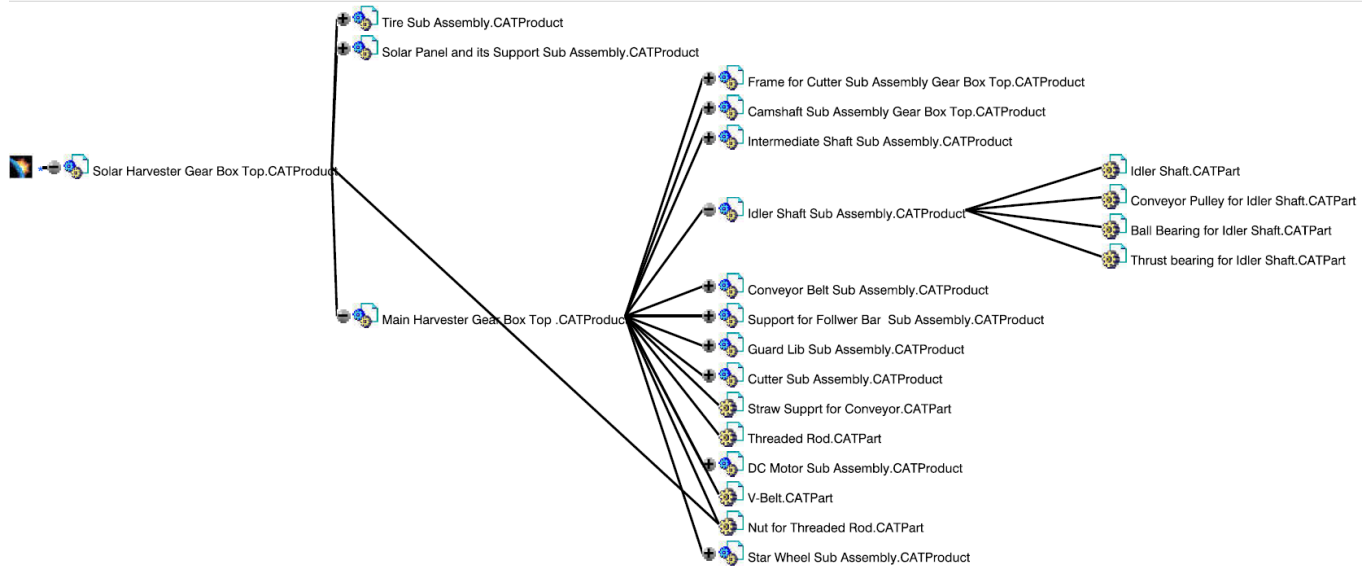 Tire Sub Assembly.CATProduct
Solar Panel and its Support Sub Assembly.CATProduct
Frame for Cutter Sub Assembly Gear Box Top.CATProduct
Camshaft Sub Assembly Gear Box Top.CATProduct
Intermediate Shaft Sub Assembly.CATProduct
Solar Harvester Gear Box Top.CATProduct
Idler Shaft.CATPart
Conveyor Pulley for Idler Shaft.CATPart
Idler Shaft Sub Assembly.CATProduct
Ball Bearing for Idler Shaft.CATPart
Thrust bearing for Idler Shaft.CATPart
Conveyor Belt Sub Assembly.CATProduct
Main Harvester Gear Box Top .CATProduct
Support for Follwer Bar  Sub Assembly.CATProduct
Guard Lib Sub Assembly.CATProduct
Cutter Sub Assembly.CATProduct
Straw Supprt for Conveyor.CATPart
Threaded Rod.CATPart
DC Motor Sub Assembly.CATProduct
V-Belt.CATPart
Nut for Threaded Rod.CATPart
Star Wheel Sub Assembly.CATProduct